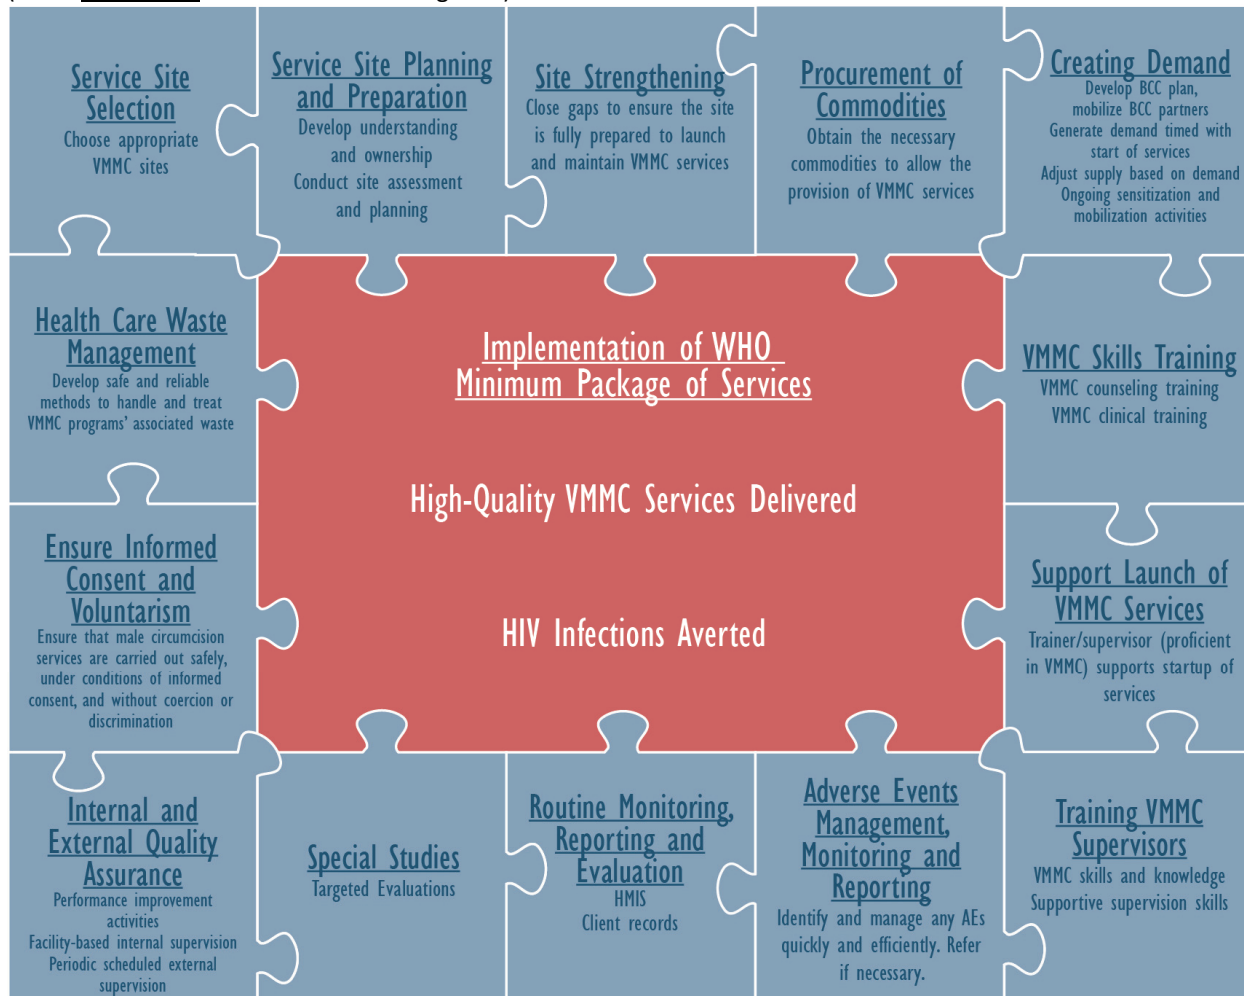 Service Site
Selection
Choose appropriate
VMMC sites
Service Site Planning
and Preparation
Develop understanding
and ownership
Conduct site assessment
and planning
Site Strengthening
Close gaps to ensure the site
is fully prepared to launch
and maintain VMMC services
Procurement of
Commodities
Obtain the necessary
commodities to allow the
provision of VMMC services
Creating Demand
Develop BCC plan,
mobilize BCC partners
Generate demand timed with
start of services
Adjust supply based on demand
Ongoing sensitization and
mobilization activities
Health Care Waste
Management
Develop safe and reliable
methods to handle and treat
VMMC programs' associated waste
Implementation of WHO
Minimum Package of Services
High-Quality VMMC Services Delivered
HIV Infections Averted
VMMC Skills Training
VMMC counseling training
VMMC clinical training
Ensure Informed
Consent and
Voluntarism
Ensure that male circumcision
services are carried out safely,
under conditions of informed
consent, and without coercion or
discrimination
Support Launch of
VMMC Services
Trainer/supervisor (proficient
in VMMC) supports startup of
services
Internal and
External Quality
Assurance
Performance improvement
activities
Facility-based internal supervision
Periodic scheduled external
supervision
Special Studies
Targeted Evaluations
Routine Monitoring,
Reporting and
Evaluation
HMIS
Client records
Adverse Events
Management,
Monitoring and
Reporting
Identify and manage any AEs
quickly and efficiently. Refer
if necessary.
Training VMMC
Supervisors
VMMC skills and knowledge
Supportive supervision skills